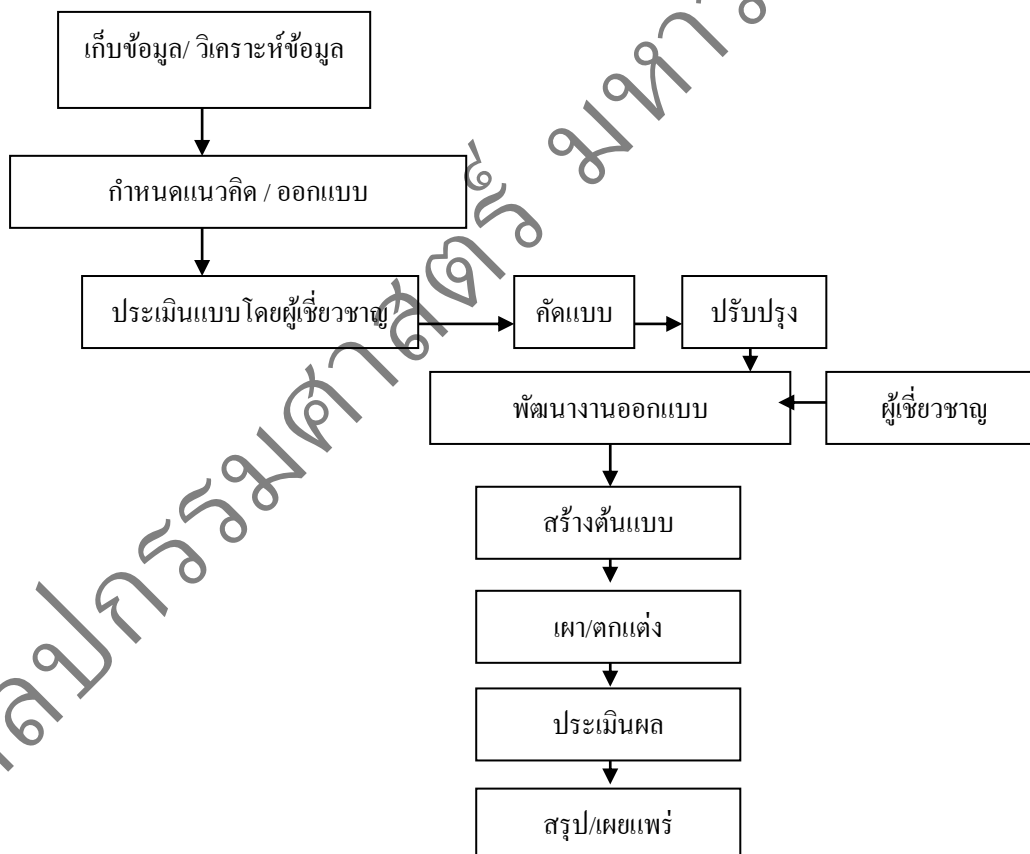 เก็บข้อมูล/ วิเคราะห์ข้อมูล
กำหนดแนวคิด / ออกแบบ
ประเมินแบบโดยผู้เชี่ยวชาญ
คัดแบบ
ปรับปรุง
พัฒนางานออกแบบ
ผู้เชี่ยวชาญ
สร้างต้นแบบ
เผา/ตกแต่ง
ประเมินผล
สรุป/เผยแพร่